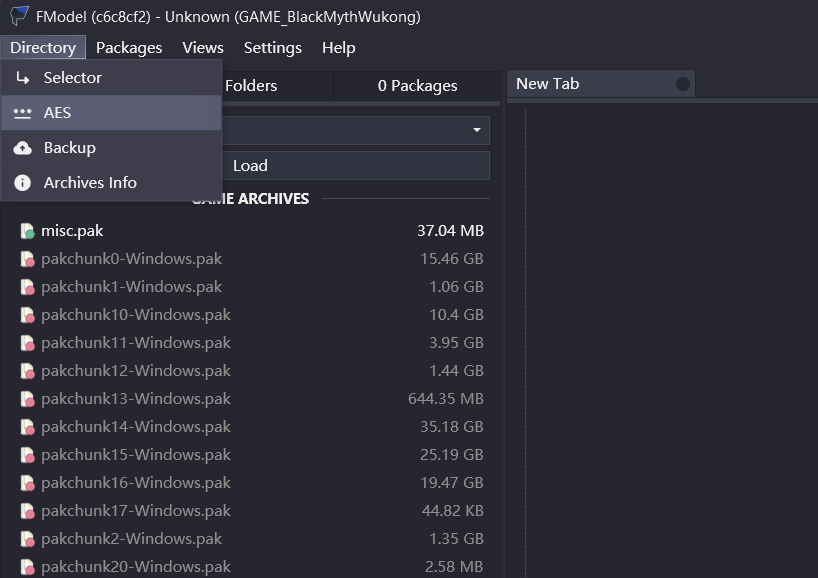 FModel (c6c8cf2) - Unknown (GAME_BlackMythWukong)
Directory Packages Views Settings Help
Selector
AES
Backup
Archives Info
Folders 0 Packages New Tab
Load
GAME ARCHIVES
misc.pak 37.04 MB
pakchunk0-Windows.pak 15.46 GB
pakchunk1-Windows.pak 1.06 GB
pakchunk10-Windows.pak 10.4 GB
pakchunk11-Windows.pak 3.95 GB
pakchunk12-Windows.pak 1.44 GB
pakchunk13-Windows.pak 644.35 MB
pakchunk14-Windows.pak 35.18 GB
pakchunk15-Windows.pak 25.19 GB
pakchunk16-Windows.pak 19.47 GB
pakchunk17-Windows.pak 44.82 KB
pakchunk2-Windows.pak 1.35 GB
pakchunk20-Windows.pak 2.58 MB